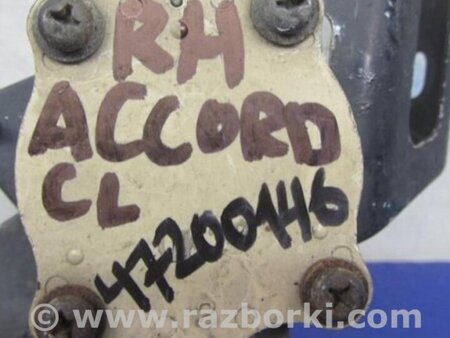 RH
ACCORD
CL
47200146
www.razborki.com